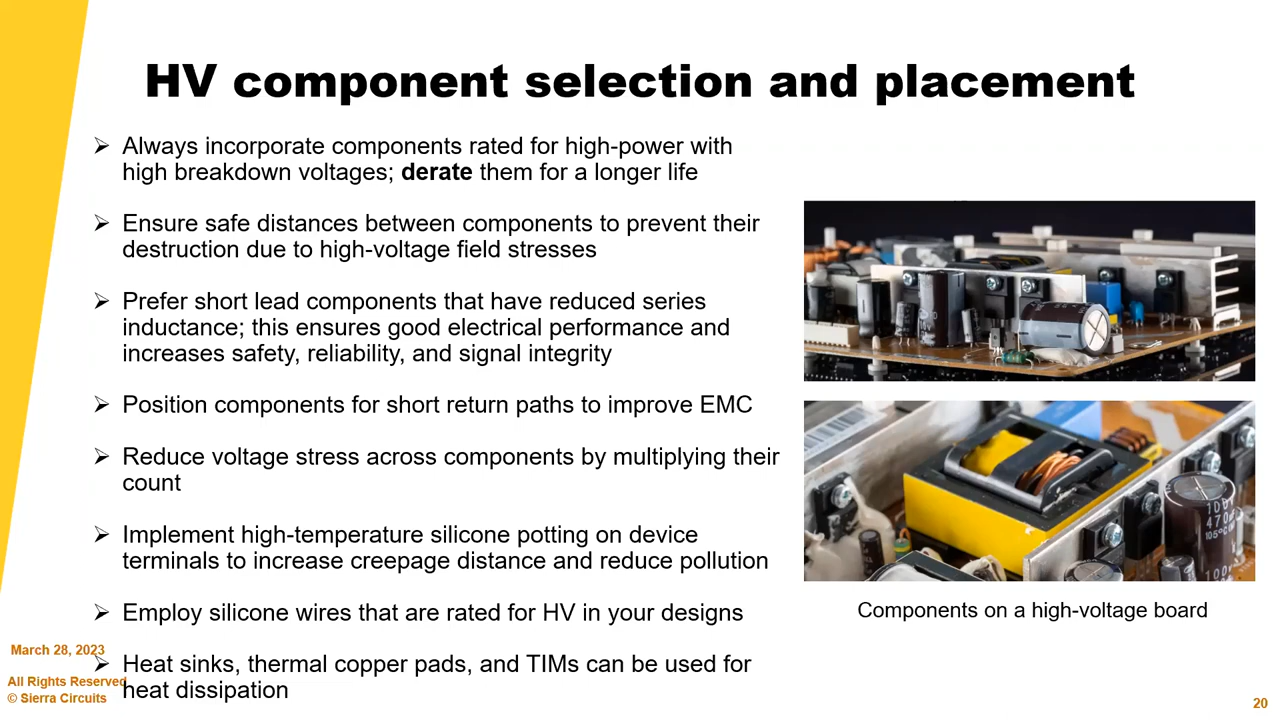 HV component selection and placement
➢ Always incorporate components rated for high-power with
high breakdown voltages; derate them for a longer life
➢ Ensure safe distances between components to prevent their
destruction due to high-voltage field stresses
➢ Prefer short lead components that have reduced series
inductance; this ensures good electrical performance and
increases safety, reliability, and signal integrity
➢ Position components for short return paths to improve EMC
➢ Reduce voltage stress across components by multiplying their
count
➢ Implement high-temperature silicone potting on device
terminals to increase creepage distance and reduce pollution
➢ Employ silicone wires that are rated for HV in your designs
➢ Heat sinks, thermal copper pads, and TIMs can be used for
heat dissipation
100
470
105°C
100
Components on a high-voltage board
March 28, 2023
All Rights Reserved
© Sierra Circuits
20